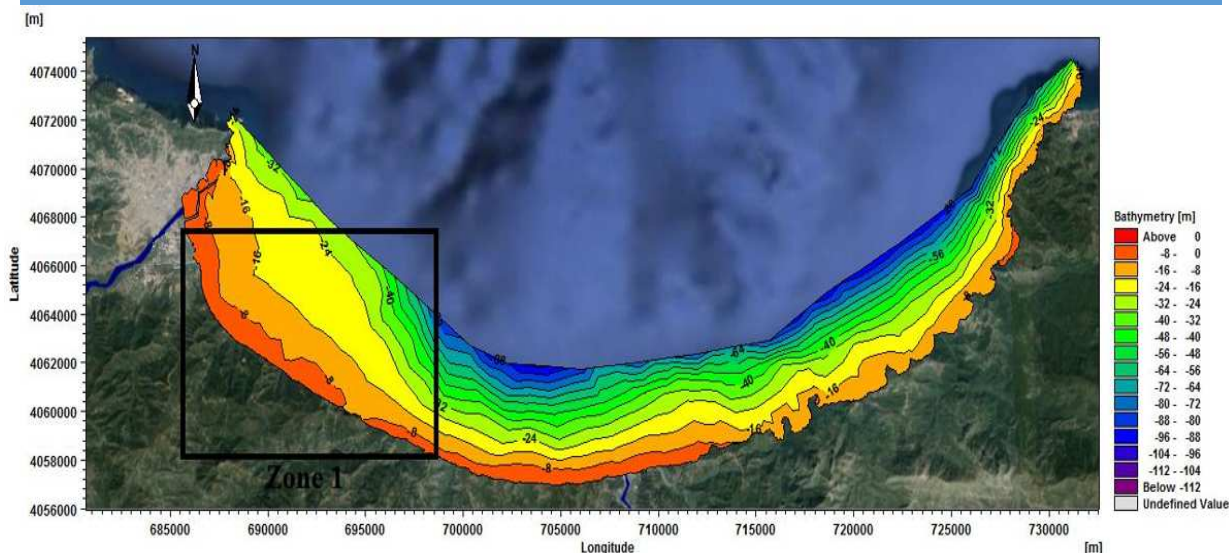 [m]
N
4074000
4072000
4070000
4068000
4066000
4064000
4062000
4060000
4058000
4056000
Latitude
-32
-16
-8
-24
-16
-40
-8
-8
-8
Zone 1
-24
-8
-64
-40
-40
-16
-16
-56
-32
-24
685000 690000 695000 700000 705000 710000 715000 720000 725000 730000
Longitude [m]
Bathymetry [m]
Above 0
-8 - 0
-16 - -8
-24 - -16
-32 - -24
-40 - -32
-48 - -40
-56 - -48
-64 - -56
-72 - -64
-80 - -72
-88 - -80
-96 - -88
-104 - -96
-112 - -104
Below -112
Undefined Value